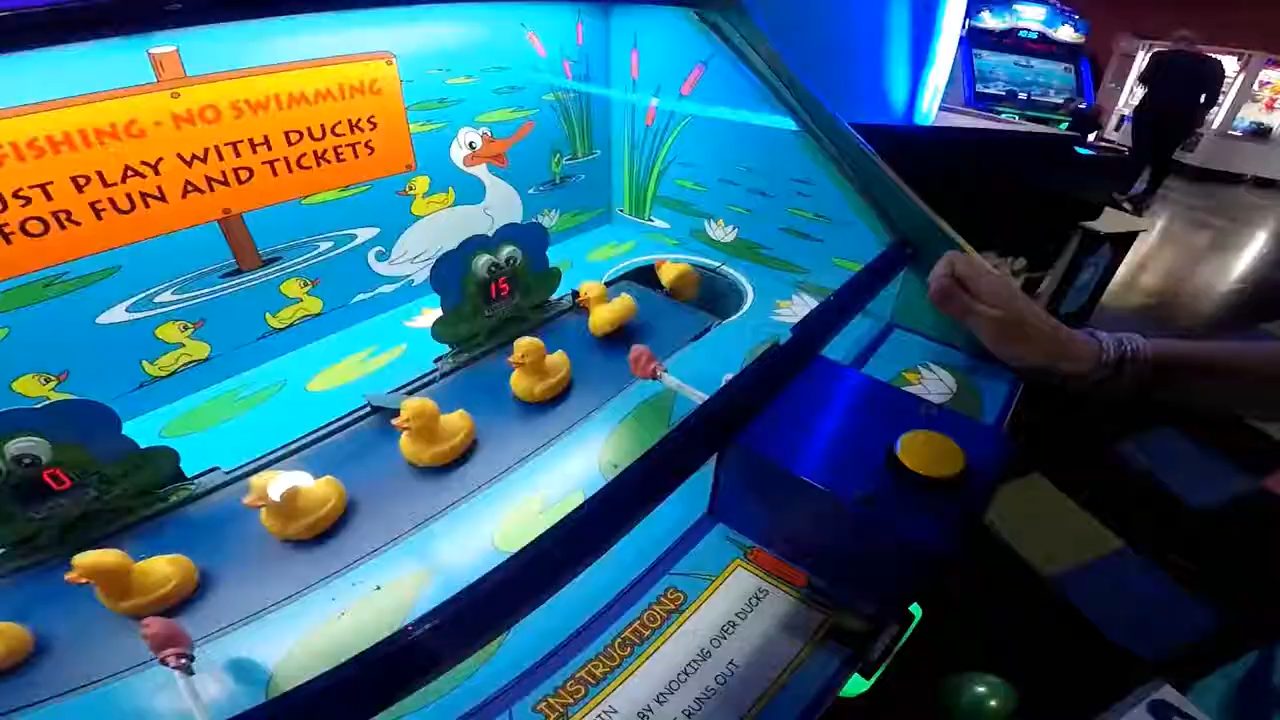 FISHING - NO SWIMMING
UST PLAY WITH DUCKS
FOR FUN AND TICKETS
15
0
INSTRUCTIONS
IN BY KNOCKING OVER DUCKS
RUNS OUT